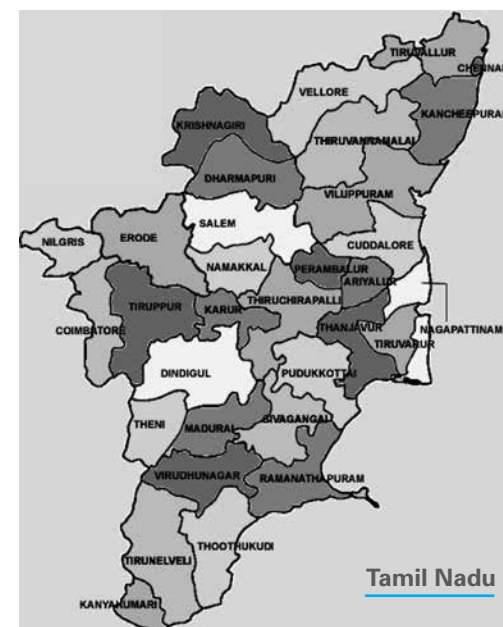 TIRUVALLUR
CHENNAI
VELLORE
KANCHEEPURAM
KRISHNAGIRI
THIRUVANNAMALAI
DHARMAPURI
VILUPPURAM
SALEM
NILGRIS
ERODE
CUDDALORE
NAMAKKAL
PERAMBALUR
ARIYALUR
TIRUPPUR
KARUR
THIRUCHIRAPALLI
COIMBATORE
THANJAVUR
NAGAPATTINAM
TIRUVARUR
DINDIGUL
PUDUKKOTTAI
THENI
SIVAGANGAI
MADURAI
VIRUDHUNAGAR
RAMANATHAPURAM
THOOTHUKUDI
TIRUNELVELI
Tamil Nadu
KANYAKUMARI